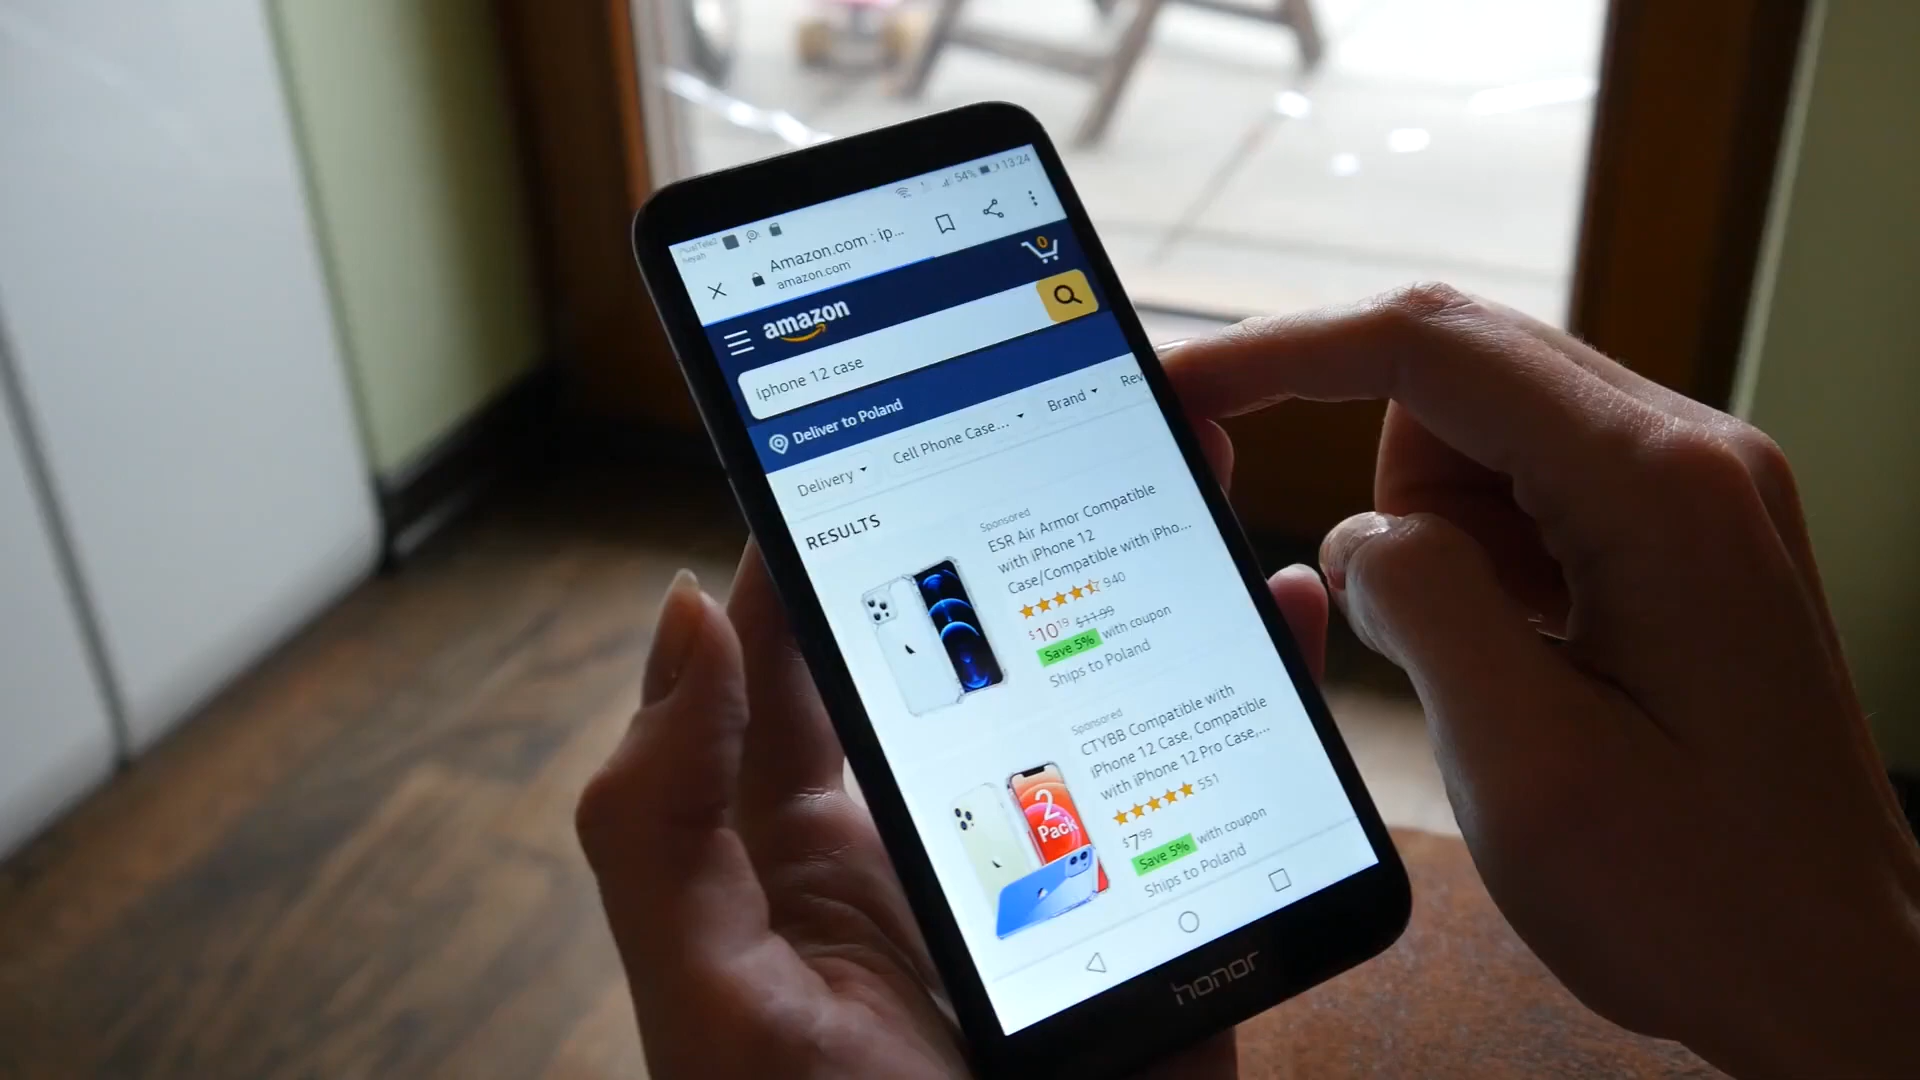 54% 13:24
Amazon.com : ip...
amazon.com
0
amazon
iphone 12 case
Deliver to Poland
Delivery Cell Phone Case... Brand Rev
RESULTS
Sponsored
ESR Air Armor Compatible
with iPhone 12
Case/Compatible with iPho...
940
$10.19 $11.99
Save 5% with coupon
Ships to Poland
Sponsored
CTYBB Compatible with
iPhone 12 Case, Compatible
with iPhone 12 Pro Case,...
551
2
Pack
$7.99
Save 5% with coupon
Ships to Poland
honor